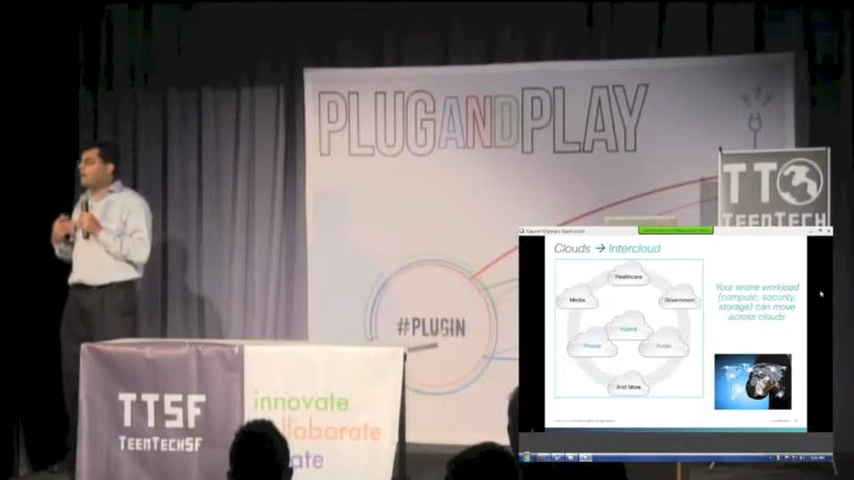 PLUGANDPLAY
#PLUGIN
TTSF
TEENTECHSF
innovate
llaborate
ate
TT
TEENTECH
Clouds → Intercloud
Healthcare
Media
Government
Hybrid
Private
Public
And More
Your entire workload
(compute, security,
storage) can move
across clouds